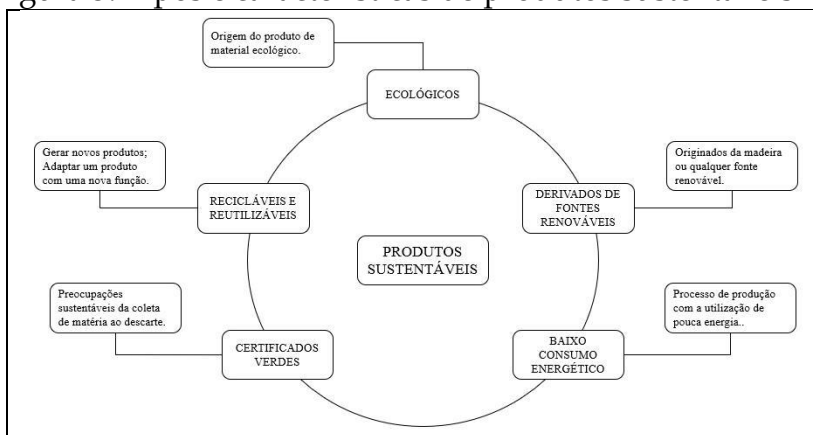 Origem do produto de
material ecológico.
ECOLÓGICOS
Gerar novos produtos;
Adaptar um produto
com uma nova função.
RECICLÁVEIS E
REUTILIZÁVEIS
Originados da madeira
ou qualquer fonte
renovável.
DERIVADOS DE
FONTES
RENOVÁVEIS
PRODUTOS
SUSTENTÁVEIS
Preocupações
sustentáveis da coleta
de matéria ao descarte.
CERTIFICADOS
VERDES
Processo de produção
com a utilização de
pouca energia..
BAIXO
CONSUMO
ENERGÉTICO